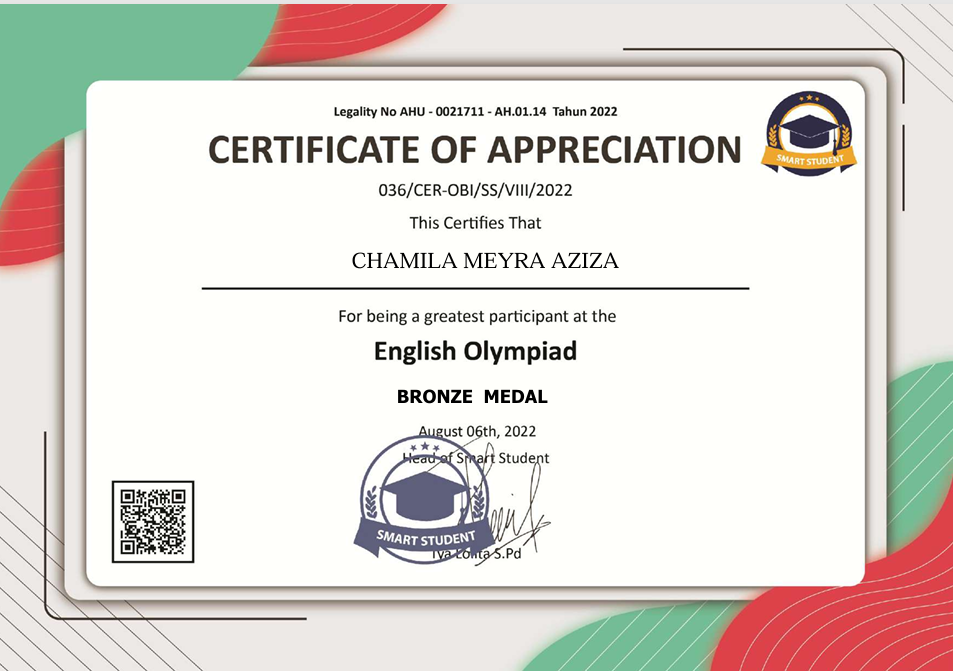 Legality No AHU - 0021711 - AH.01.14 Tahun 2022
CERTIFICATE OF APPRECIATION
SMART STUDENT
036/CER-OBI/SS/VIII/2022
This Certifies That
CHAMILA MEYRA AZIZA
For being a greatest participant at the
English Olympiad
BRONZE MEDAL
August 06th, 2022
Head of Smart Student
SMART STUDENT
Lolita S.Pd